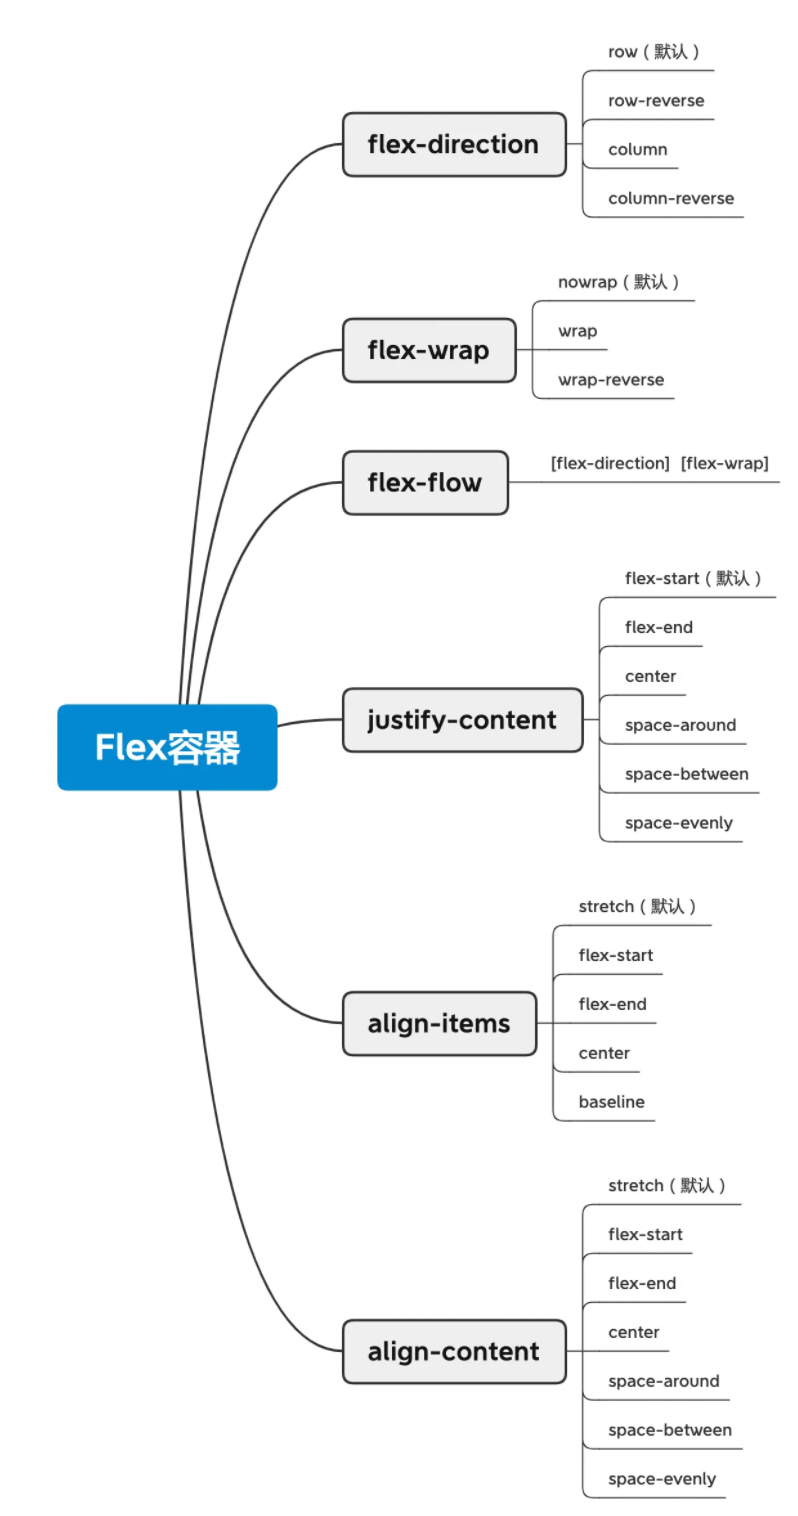 Flex容器
flex-direction
row（默认）
row-reverse
column
column-reverse
flex-wrap
nowrap（默认）
wrap
wrap-reverse
flex-flow
[flex-direction] [flex-wrap]
justify-content
flex-start（默认）
flex-end
center
space-around
space-between
space-evenly
align-items
stretch（默认）
flex-start
flex-end
center
baseline
align-content
stretch（默认）
flex-start
flex-end
center
space-around
space-between
space-evenly